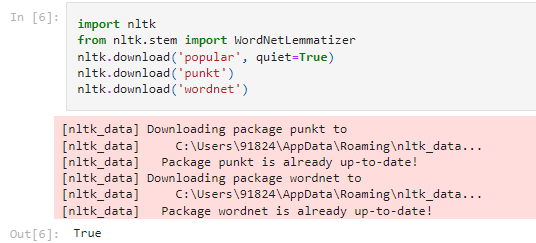 In [6]:
import nltk
from nltk.stem import WordNetLemmatizer
nltk.download('popular', quiet=True)
nltk.download('punkt')
nltk.download('wordnet')
[nltk_data] Downloading package punkt to
[nltk_data]     C:\Users\91824\AppData\Roaming\nltk_data...
[nltk_data]   Package punkt is already up-to-date!
[nltk_data] Downloading package wordnet to
[nltk_data]     C:\Users\91824\AppData\Roaming\nltk_data...
[nltk_data]   Package wordnet is already up-to-date!
Out[6]: True